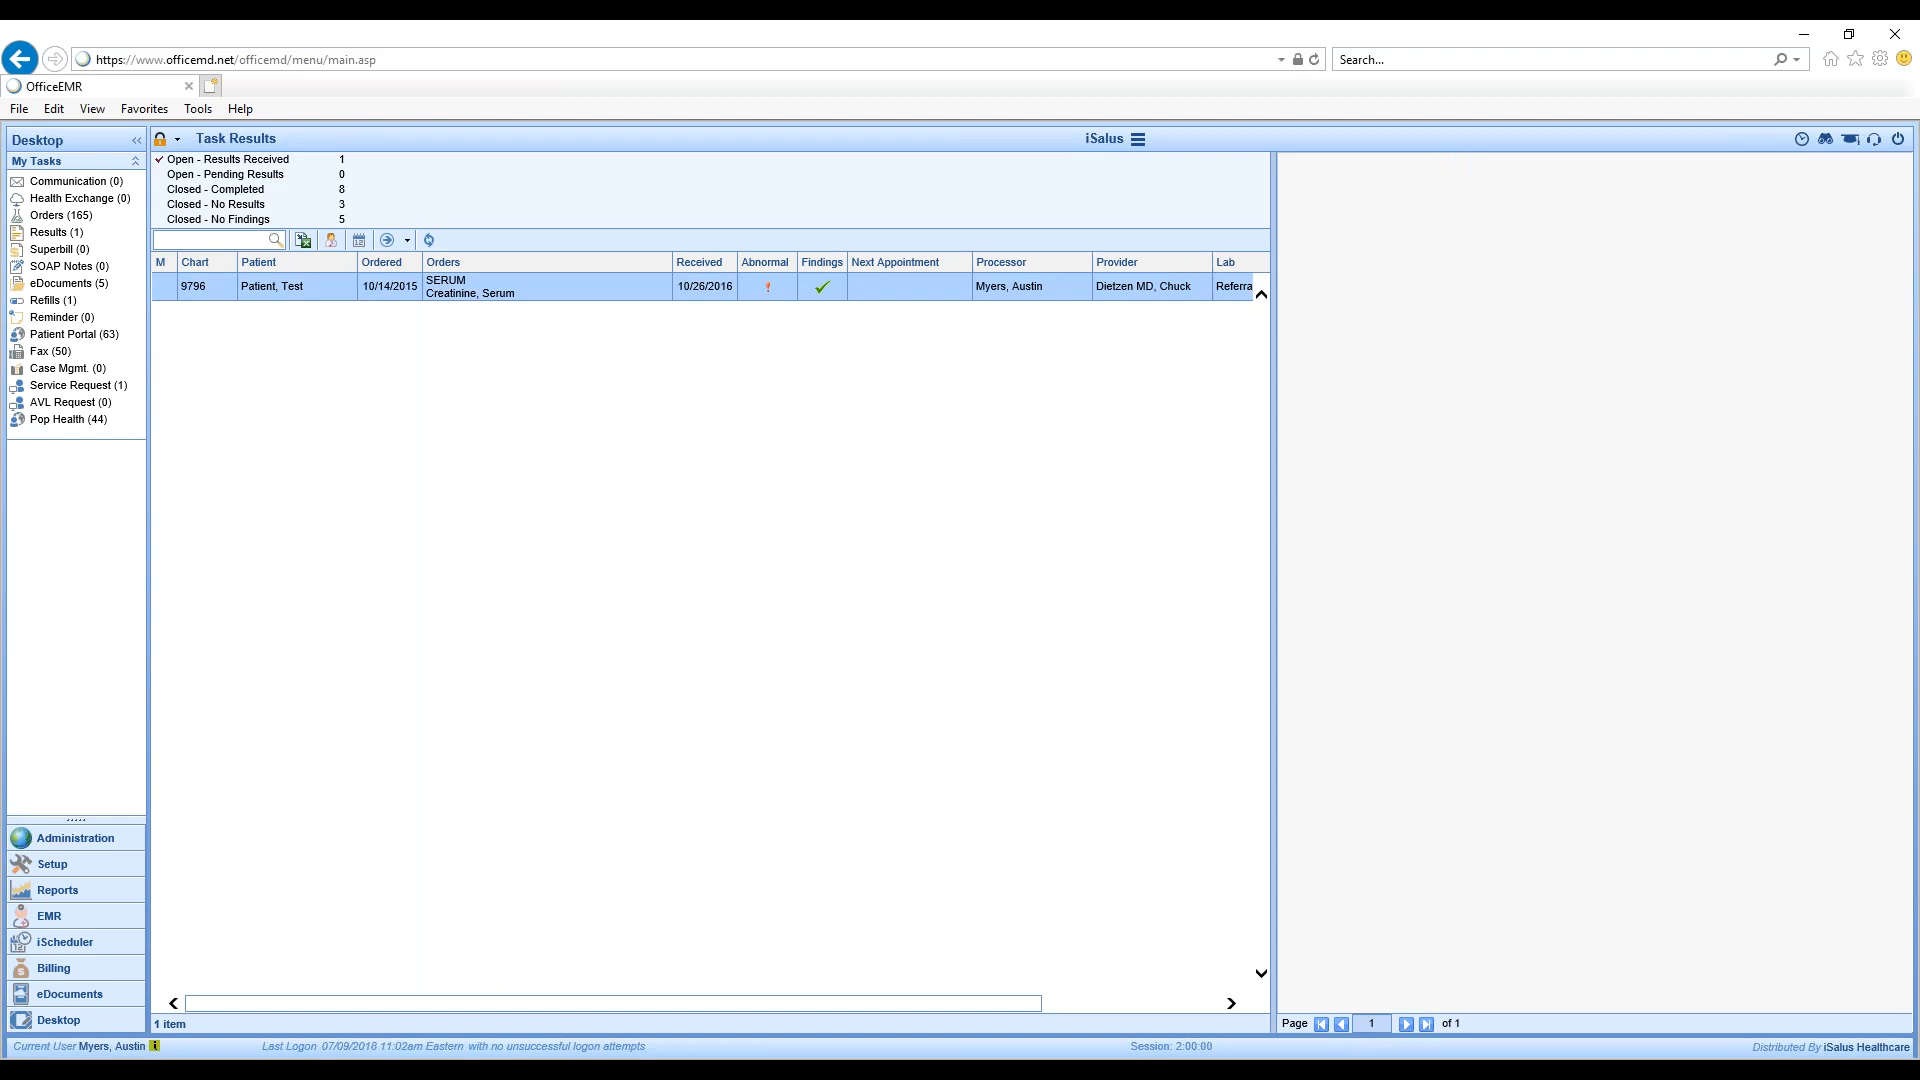 https://www.officemd.net/officemd/menu/main.asp
Search...
OfficeEMR
File Edit View Favorites Tools Help
Desktop
My Tasks
Communication (0)
Health Exchange (0)
Orders (165)
Results (1)
Superbill (0)
SOAP Notes (0)
eDocuments (5)
Refills (1)
Reminder (0)
Patient Portal (63)
Fax (50)
Case Mgmt. (0)
Service Request (1)
AVL Request (0)
Pop Health (44)
Administration
Setup
Reports
EMR
iScheduler
Billing
eDocuments
Desktop
Task Results
iSalus
Open - Results Received 1
Open - Pending Results 0
Closed - Completed 8
Closed - No Results 3
Closed - No Findings 5
M Chart Patient Ordered Orders Received Abnormal Findings Next Appointment Processor Provider Lab
9796 Patient, Test 10/14/2015 SERUM 10/26/2016 Myers, Austin Dietzen MD, Chuck Referra
Creatinine, Serum
1 item
Page 1 of 1
Current User Myers, Austin
Last Logon 07/09/2018 11:02am Eastern with no unsuccessful logon attempts
Session: 2:00:00
Distributed By iSalus Healthcare